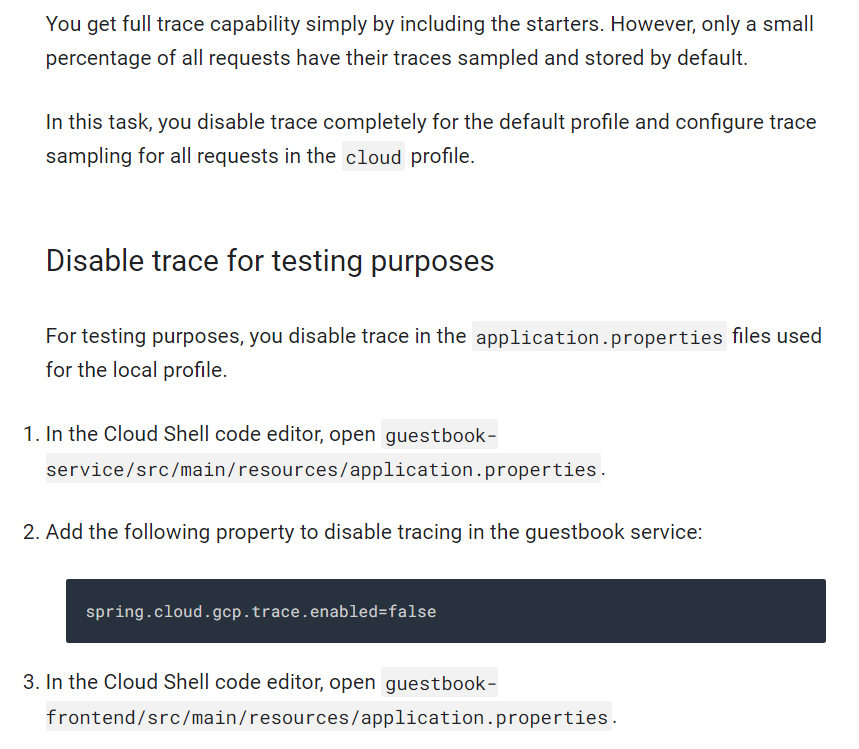 You get full trace capability simply by including the starters. However, only a small
percentage of all requests have their traces sampled and stored by default.
In this task, you disable trace completely for the default profile and configure trace
sampling for all requests in the cloud profile.
Disable trace for testing purposes
For testing purposes, you disable trace in the application.properties files used
for the local profile.
1. In the Cloud Shell code editor, open guestbook-
service/src/main/resources/application.properties.
2. Add the following property to disable tracing in the guestbook service:
spring.cloud.gcp.trace.enabled=false
3. In the Cloud Shell code editor, open guestbook-
frontend/src/main/resources/application.properties.